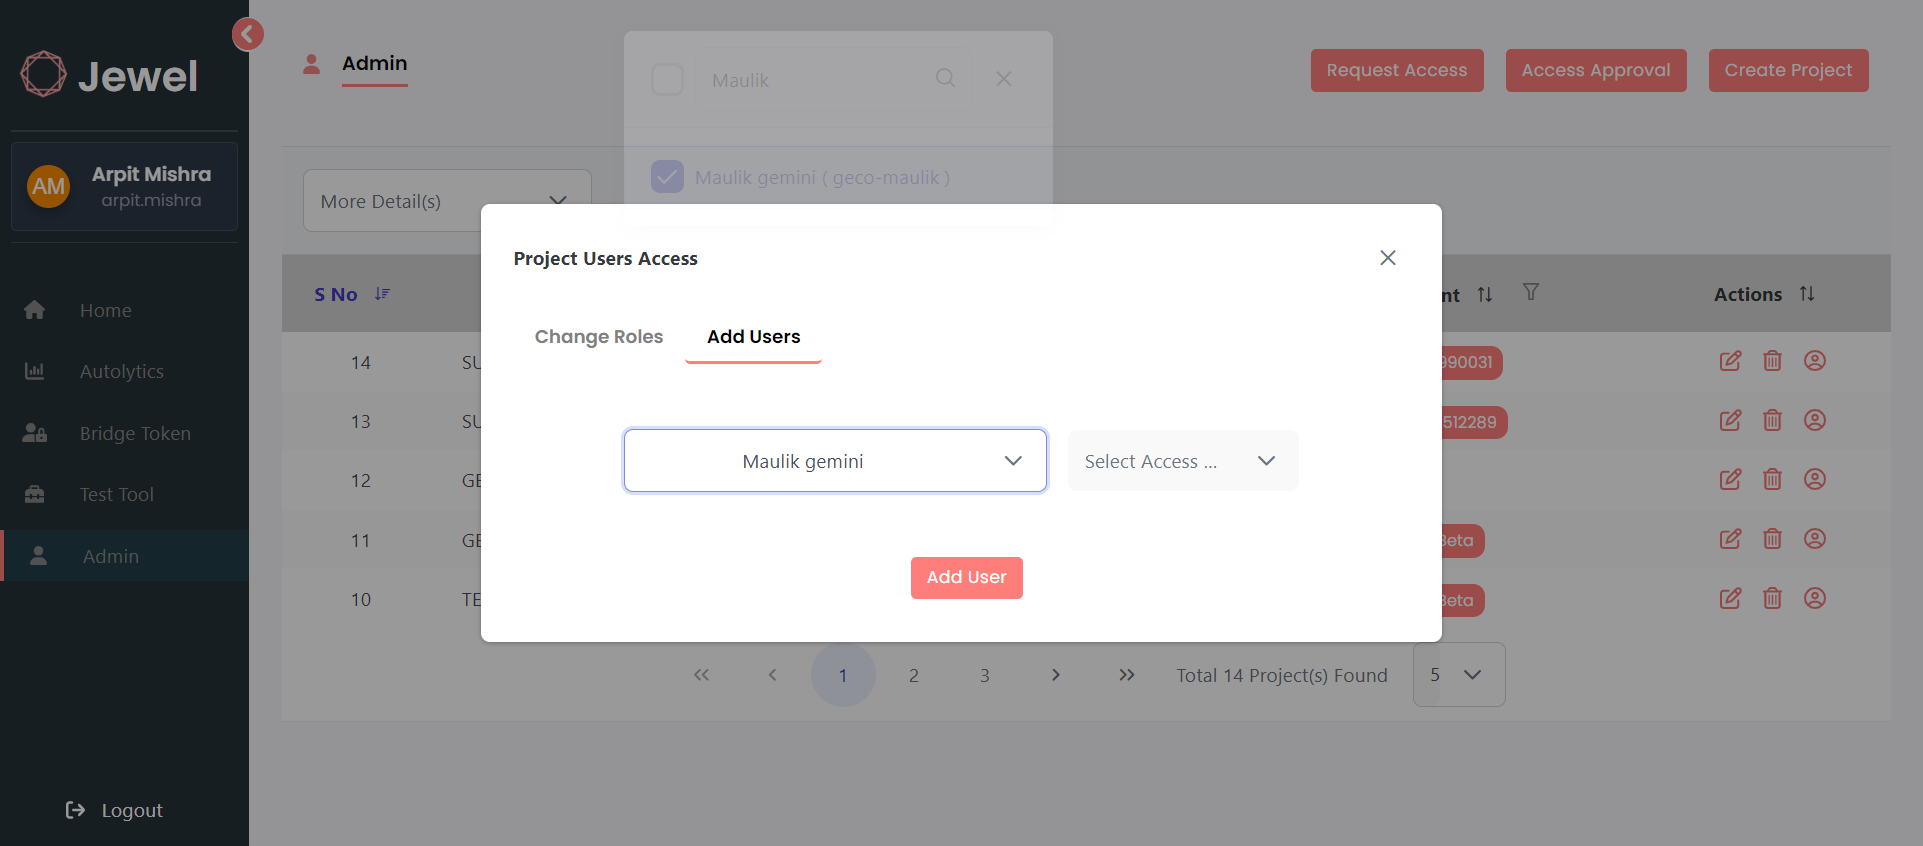 Jewel
AM
Arpit Mishra
arpit.mishra
Home
Autolytics
Bridge Token
Test Tool
Admin
Logout
Admin
Maulik
Maulik gemini ( geco-maulik )
Request Access
Access Approval
Create Project
More Detail(s)
S No
nt
Actions
14 SU 990031
13 SU 512289
12 GE
11 GE Beta
10 TE Beta
Project Users Access
Change Roles Add Users
Maulik gemini
Select Access ...
Add User
« ‹ 1 2 3 › » Total 14 Project(s) Found 5